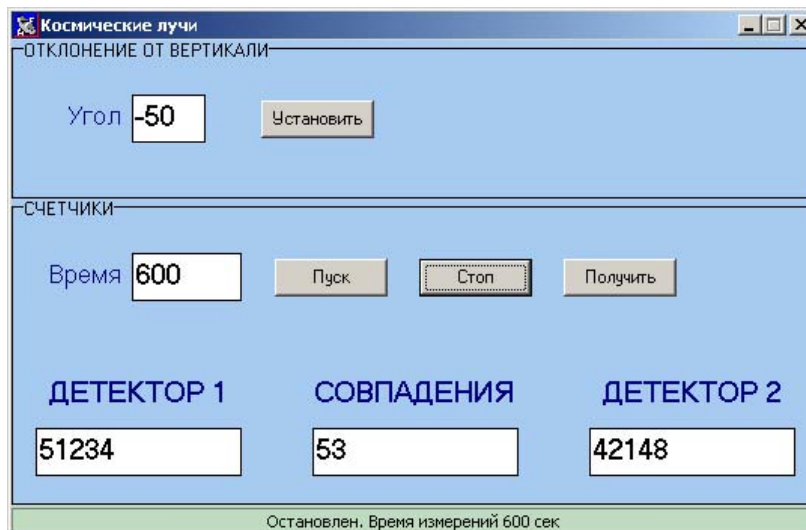 Космические лучи
ОТКЛОНЕНИЕ ОТ ВЕРТИКАЛИ
Угол -50 Установить
СЧЕТЧИКИ
Время 600 Пуск Стоп Получить
ДЕТЕКТОР 1 СОВПАДЕНИЯ ДЕТЕКТОР 2
51234 53 42148
Остановлен. Время измерений 600 сек